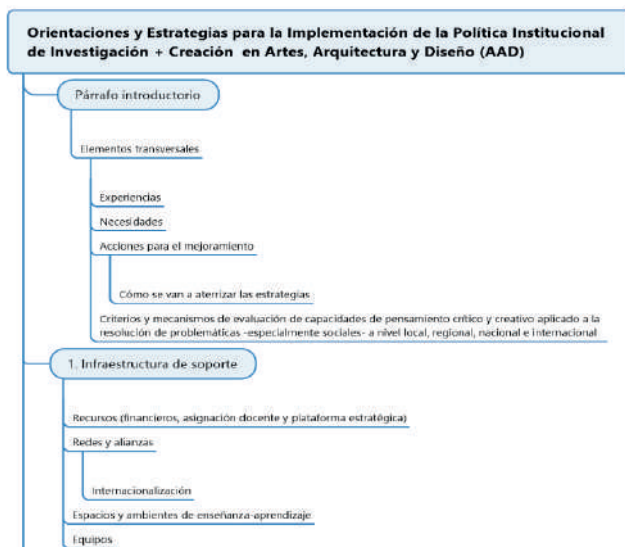 Orientaciones y Estrategias para la Implementación de la Política Institucional
de Investigación + Creación en Artes, Arquitectura y Diseño (AAD)
Párrafo introductorio
Elementos transversales
Experiencias
Necesidades
Acciones para el mejoramiento
Cómo se van a aterrizar las estrategias
Criterios y mecanismos de evaluación de capacidades de pensamiento crítico y creativo aplicado a la
resolución de problemáticas -especialmente sociales- a nivel local, regional, nacional e internacional
1. Infraestructura de soporte
Recursos (financieros, asignación docente y plataforma estratégica)
Redes y alianzas
Internacionalización
Espacios y ambientes de enseñanza-aprendizaje
Equipos